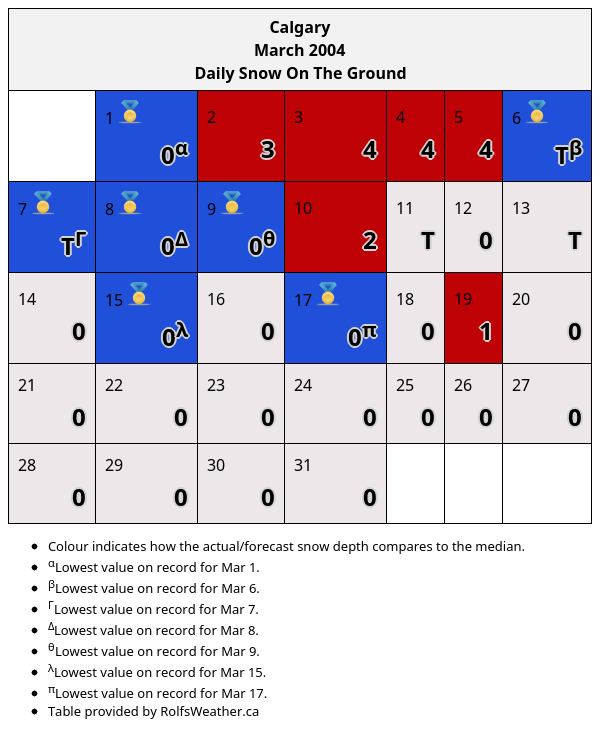 Calgary
March 2004
Daily Snow On The Ground
1 2 3 4 5 6
0α 3 4 4 4 Tβ
7 8 9 10 11 12 13
TΓ 0Δ 0θ 2 T 0 T
14 15 16 17 18 19 20
0 0λ 0 0π 0 1 0
21 22 23 24 25 26 27
0 0 0 0 0 0 0
28 29 30 31
0 0 0 0
• Colour indicates how the actual/forecast snow depth compares to the median.
• αLowest value on record for Mar 1.
• βLowest value on record for Mar 6.
• ΓLowest value on record for Mar 7.
• ΔLowest value on record for Mar 8.
• θLowest value on record for Mar 9.
• λLowest value on record for Mar 15.
• πLowest value on record for Mar 17.
• Table provided by RolfsWeather.ca